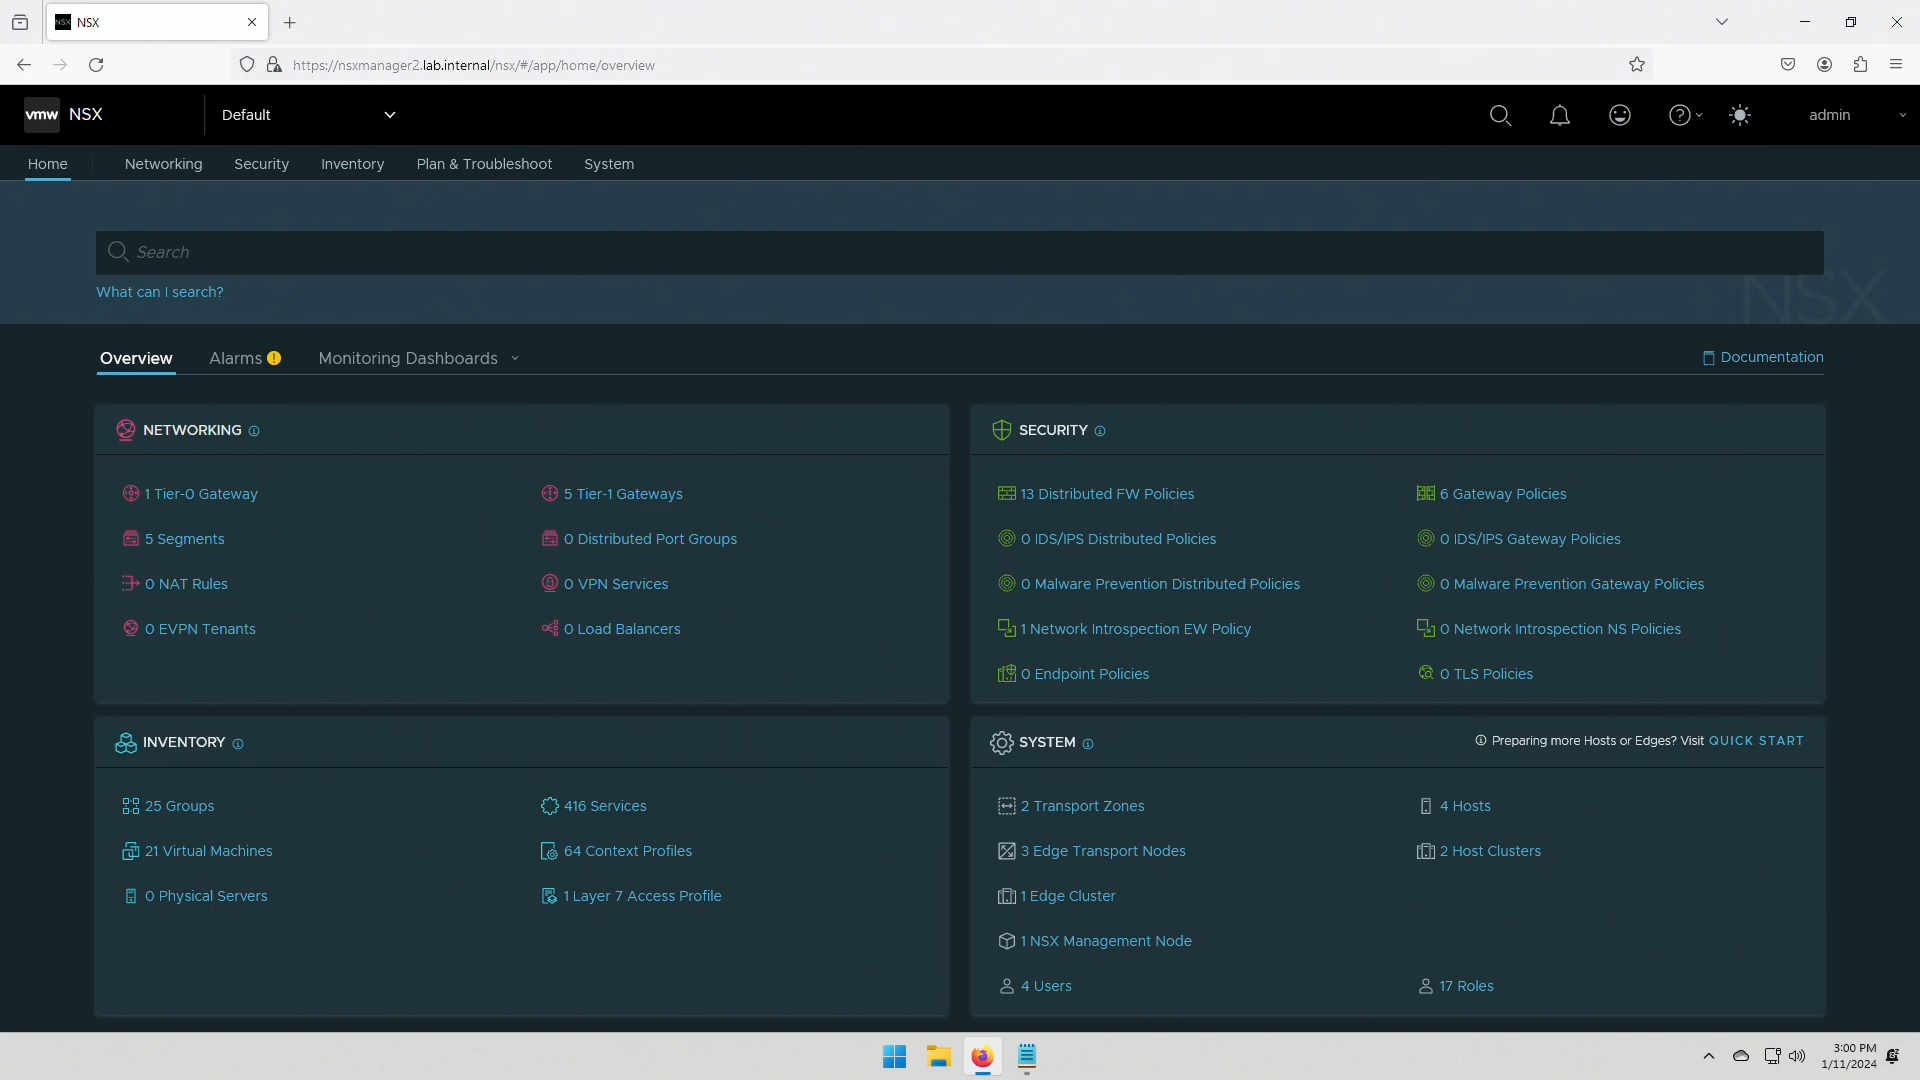 NSX
https://nsxmanager2.lab.internal/nsx/#/app/home/overview
vmw NSX
Default
admin
Home
Networking
Security
Inventory
Plan & Troubleshoot
System
Search
What can I search?
NSX
Overview
Alarms
Monitoring Dashboards
Documentation
NETWORKING
1 Tier-0 Gateway
5 Tier-1 Gateways
5 Segments
0 Distributed Port Groups
0 NAT Rules
0 VPN Services
0 EVPN Tenants
0 Load Balancers
SECURITY
13 Distributed FW Policies
6 Gateway Policies
0 IDS/IPS Distributed Policies
0 IDS/IPS Gateway Policies
0 Malware Prevention Distributed Policies
0 Malware Prevention Gateway Policies
1 Network Introspection EW Policy
0 Network Introspection NS Policies
0 Endpoint Policies
0 TLS Policies
INVENTORY
25 Groups
416 Services
21 Virtual Machines
64 Context Profiles
0 Physical Servers
1 Layer 7 Access Profile
SYSTEM
Preparing more Hosts or Edges? Visit QUICK START
2 Transport Zones
4 Hosts
3 Edge Transport Nodes
2 Host Clusters
1 Edge Cluster
1 NSX Management Node
4 Users
17 Roles
3:00 PM
1/11/2024